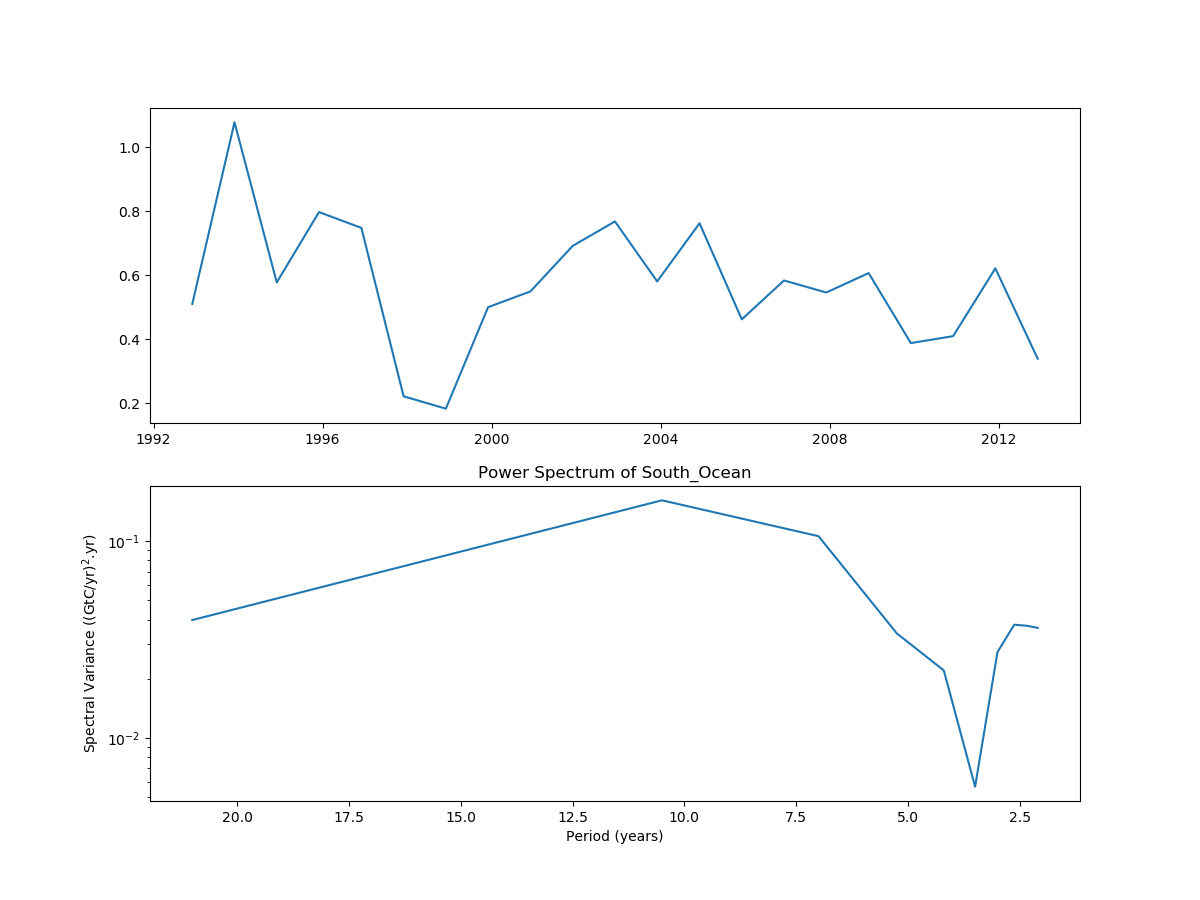 1.0
0.8
0.6
0.4
0.2
1992 1996 2000 2004 2008 2012
Power Spectrum of South_Ocean
Spectral Variance ((GtC/yr)².yr)
10⁻¹
10⁻²
20.0 17.5 15.0 12.5 10.0 7.5 5.0 2.5
Period (years)